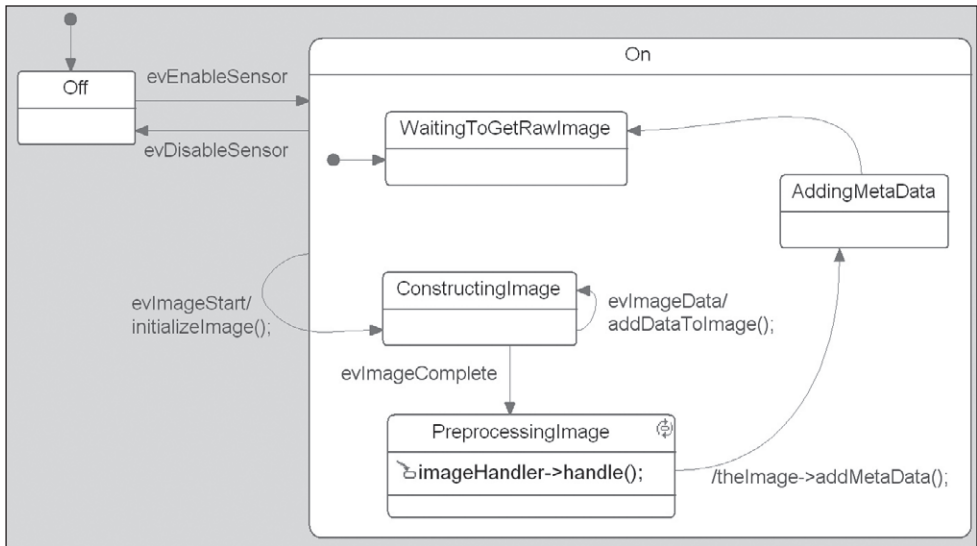 On
Off
evEnableSensor
evDisableSensor
WaitingToGetRawImage
AddingMetaData
evImageStart/
initializeImage();
ConstructingImage
evImageData/
addDataToImage();
evImageComplete
PreprocessingImage
imageHandler->handle();
/theImage->addMetaData();